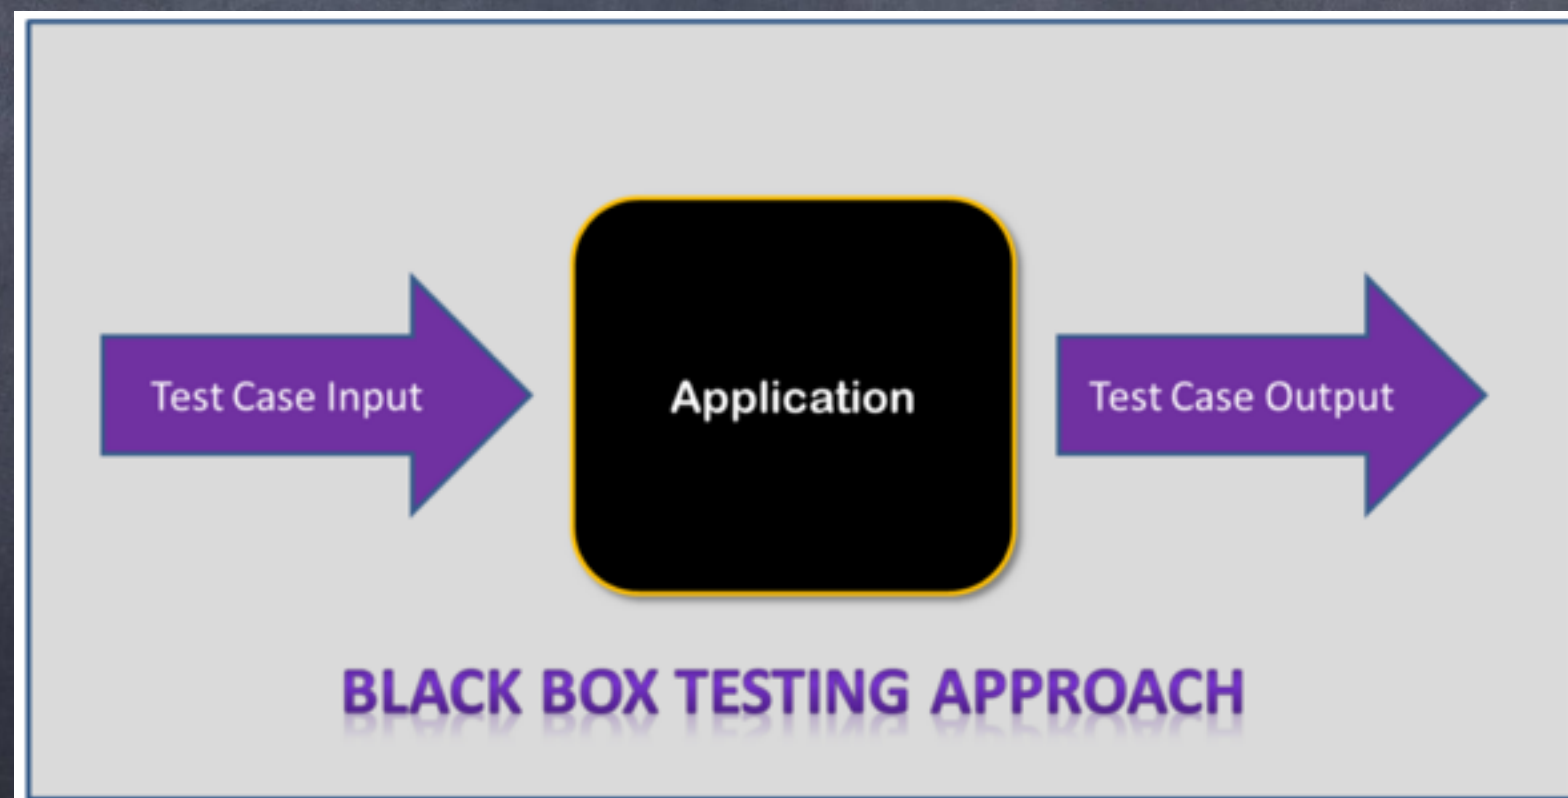 Test Case Input
Application
Test Case Output
BLACK BOX TESTING APPROACH